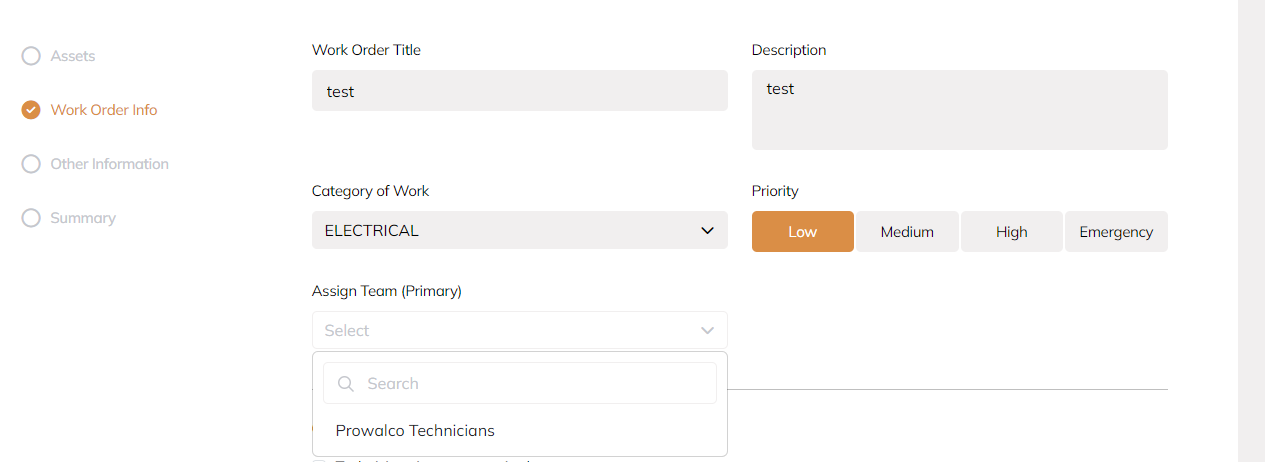 Assets
Work Order Info
Other Information
Summary
Work Order Title
test
Description
test
Category of Work
ELECTRICAL
Priority
Low Medium High Emergency
Assign Team (Primary)
Select
Search
Prowalco Technicians